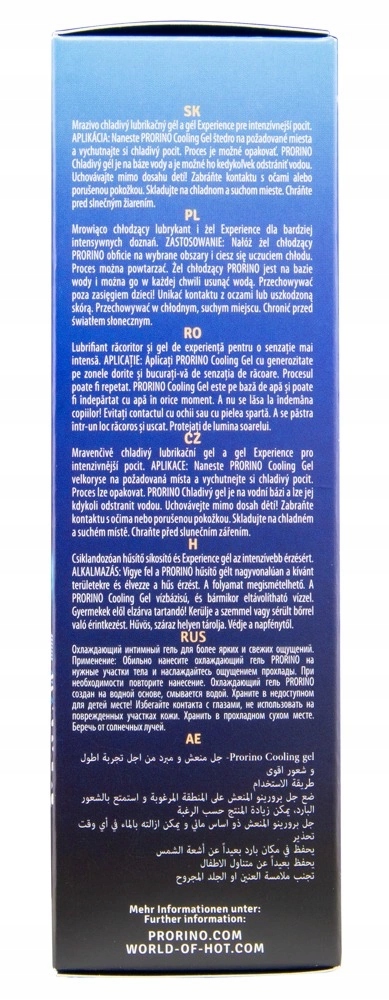 SK
Mrazivo chladivý lubrikačný gél a gél Experience pre intenzívnejší pocit.
APLIKÁCIA: Naneste PRORINO Cooling Gel štedro na požadované miesta
a vychutnajte si chladivý pocit. Proces je možné opakovať. PRORINO
Chladivý gél je na báze vody a je možné ho kedykoľvek odstrániť vodou.
Uchovávajte mimo dosahu detí! Zabráňte kontaktu s očami alebo
porušenou pokožkou. Skladujte na chladnom a suchom mieste. Chráňte
pred slnečným žiarením.
PL
Mrowiąco chłodzący lubrykant i żel Experience dla bardziej
intensywnych doznań. ZASTOSOWANIE: Nałóż żel chłodzący
PRORINO obficie na wybrane obszary i ciesz się uczuciem chłodu.
Proces można powtarzać. Żel chłodzący PRORINO jest na bazie
wody i można go w każdej chwili usunąć wodą. Przechowywać
poza zasięgiem dzieci! Unikać kontaktu z oczami lub uszkodzoną
skórą. Przechowywać w chłodnym, suchym miejscu. Chronić przed
światłem słonecznym.
RO
Lubrifiant răcoritor și gel de experiență pentru o senzație mai
intensă. APLICAȚIE: Aplicați PRORINO Cooling Gel cu generozitate
pe zonele dorite și bucurați-vă de senzația de răcoare. Procesul
poate fi repetat. PRORINO Cooling Gel este pe bază de apă și poate
fi îndepărtat cu apă în orice moment. A nu se lăsa la îndemâna
copiilor! Evitați contactul cu ochii sau cu pielea spartă. A se păstra
într-un loc răcoros și uscat. Protejați de lumina soarelui.
CZ
Mravenčivé chladivý lubrikační gel a gel Experience pro
intenzivnější pocit. APLIKACE: Naneste PRORINO Cooling Gel
velkoryse na požadovaná místa a vychutnejte si chladivý pocit.
Proces lze opakovat. PRORINO Chladivý gel je na vodní bázi a lze jej
kdykoli odstranit vodou. Uchovávejte mimo dosah dětí! Zabraňte
kontaktu s očima nebo porušenou pokožkou. Skladujte na chladném
a suchém místě. Chraňte před slunečním zářením.
H
Csiklandozóan hűsítő síkosító és Experience gél az intenzívebb érzésért.
ALKALMAZÁS: Vigye fel a PRORINO hűsítő gélt nagyvonalúan a kívánt
területekre és élvezze a hűs érzést. A folyamat megismételhető. A
PRORINO Cooling Gel vízbázisú, és bármikor eltávolítható vízzel.
Gyermekek elől elzárva tartandó! Kerülje a szemmel vagy sérült bőrrel
való érintkezést. Hűvös, száraz helyen tárolja. Védje a napfénytől.
RUS
Охлаждающий интимный гель для более ярких и свежих ощущений.
Применение: Обильно нанесите охлаждающий гель PRORINO на
нужные участки тела и наслаждайтесь ощущением прохлады. При
необходимости повторите нанесение. Охлаждающий гель PRORINO
создан на водной основе, смывается водой. Храните в недоступном
для детей месте! Избегайте контакта с глазами, не использовать на
поврежденных участках кожи. Хранить в прохладном сухом месте.
Беречь от солнечных лучей.
AE
Prorino Cooling gel- جل منعش و مبرد من اجل تجربة اطول
و شعور اقوى
طريقة الاستخدام
ضع جل برورينو المنعش على المنطقة المرغوبة و استمتع بالشعور
البارد، يمكن زيادة المنتج حسب الرغبة
جل برورينو المنعش ذو اساس مائي و يمكن ازالته بالماء في أي وقت
تحذير
يحفظ في مكان بارد بعيداً عن أشعة الشمس
يحفظ بعيداً عن متناول الاطفال
تجنب ملامسة العنين او الجلد المجروح
Mehr Informationen unter:
Further information:
PRORINO.COM
WORLD-OF-HOT.COM